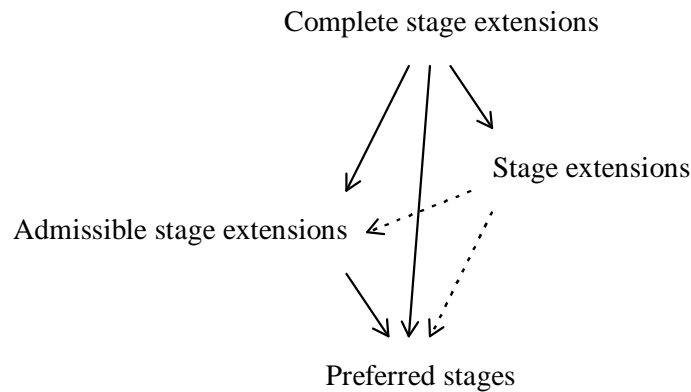 Complete stage extensions
Stage extensions
Admissible stage extensions
Preferred stages